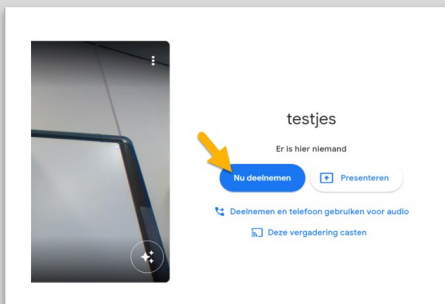 testjes
Er is hier niemand
Nu deelnemen
Presenteren
Deelnemen en telefoon gebruiken voor audio
Deze vergadering casten